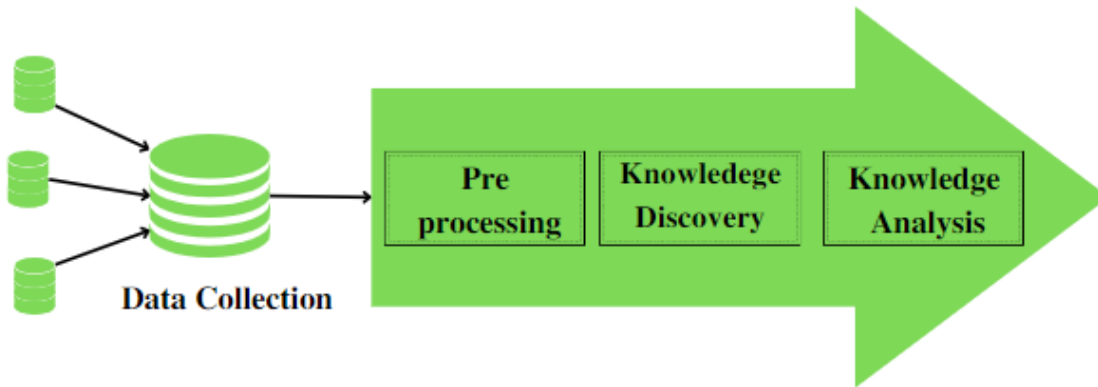 Pre
processing
Knowledege
Discovery
Knowledge
Analysis
Data Collection